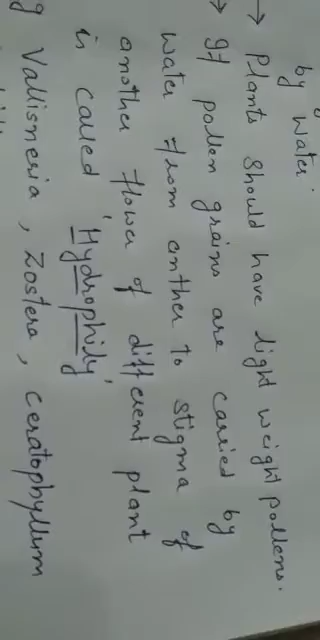 by water.
→ Plants should have light weight pollens.
→ If pollen grains are carried by
water from anther to stigma of
another flower of different plant
is called 'Hydrophily'
g Vallisneria, Zostera, Ceratophyllum